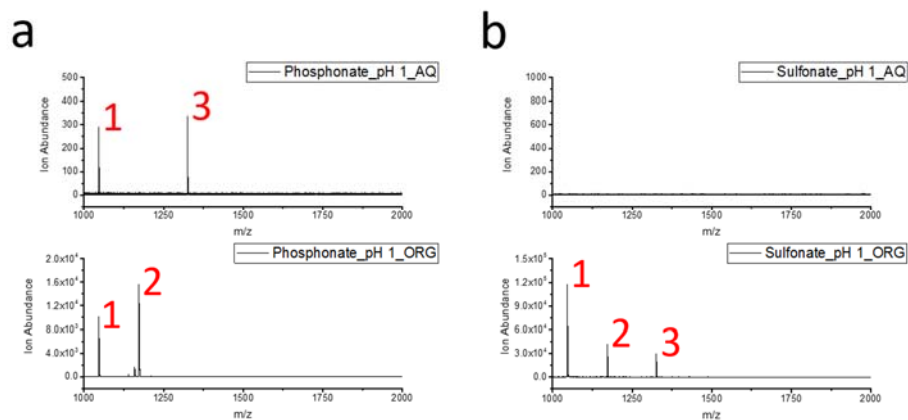 a
b
Phosphonate_pH 1_AQ
Ion Abundance
500
400
300
200
100
0
1
3
1000 1250 1500 1750 2000
m/z
Sulfonate_pH 1_AQ
Ion Abundance
1000
800
600
400
200
0
1000 1250 1500 1750 2000
m/z
Phosphonate_pH 1_ORG
Ion Abundance
2.0x10⁴
1.6x10⁴
1.2x10⁴
8.0x10³
4.0x10³
0.0
1
2
1000 1250 1500 1750 2000
m/z
Sulfonate_pH 1_ORG
Ion Abundance
1.5x10⁵
1.2x10⁵
9.0x10⁴
6.0x10⁴
3.0x10⁴
0.0
1
2
3
1000 1250 1500 1750 2000
m/z